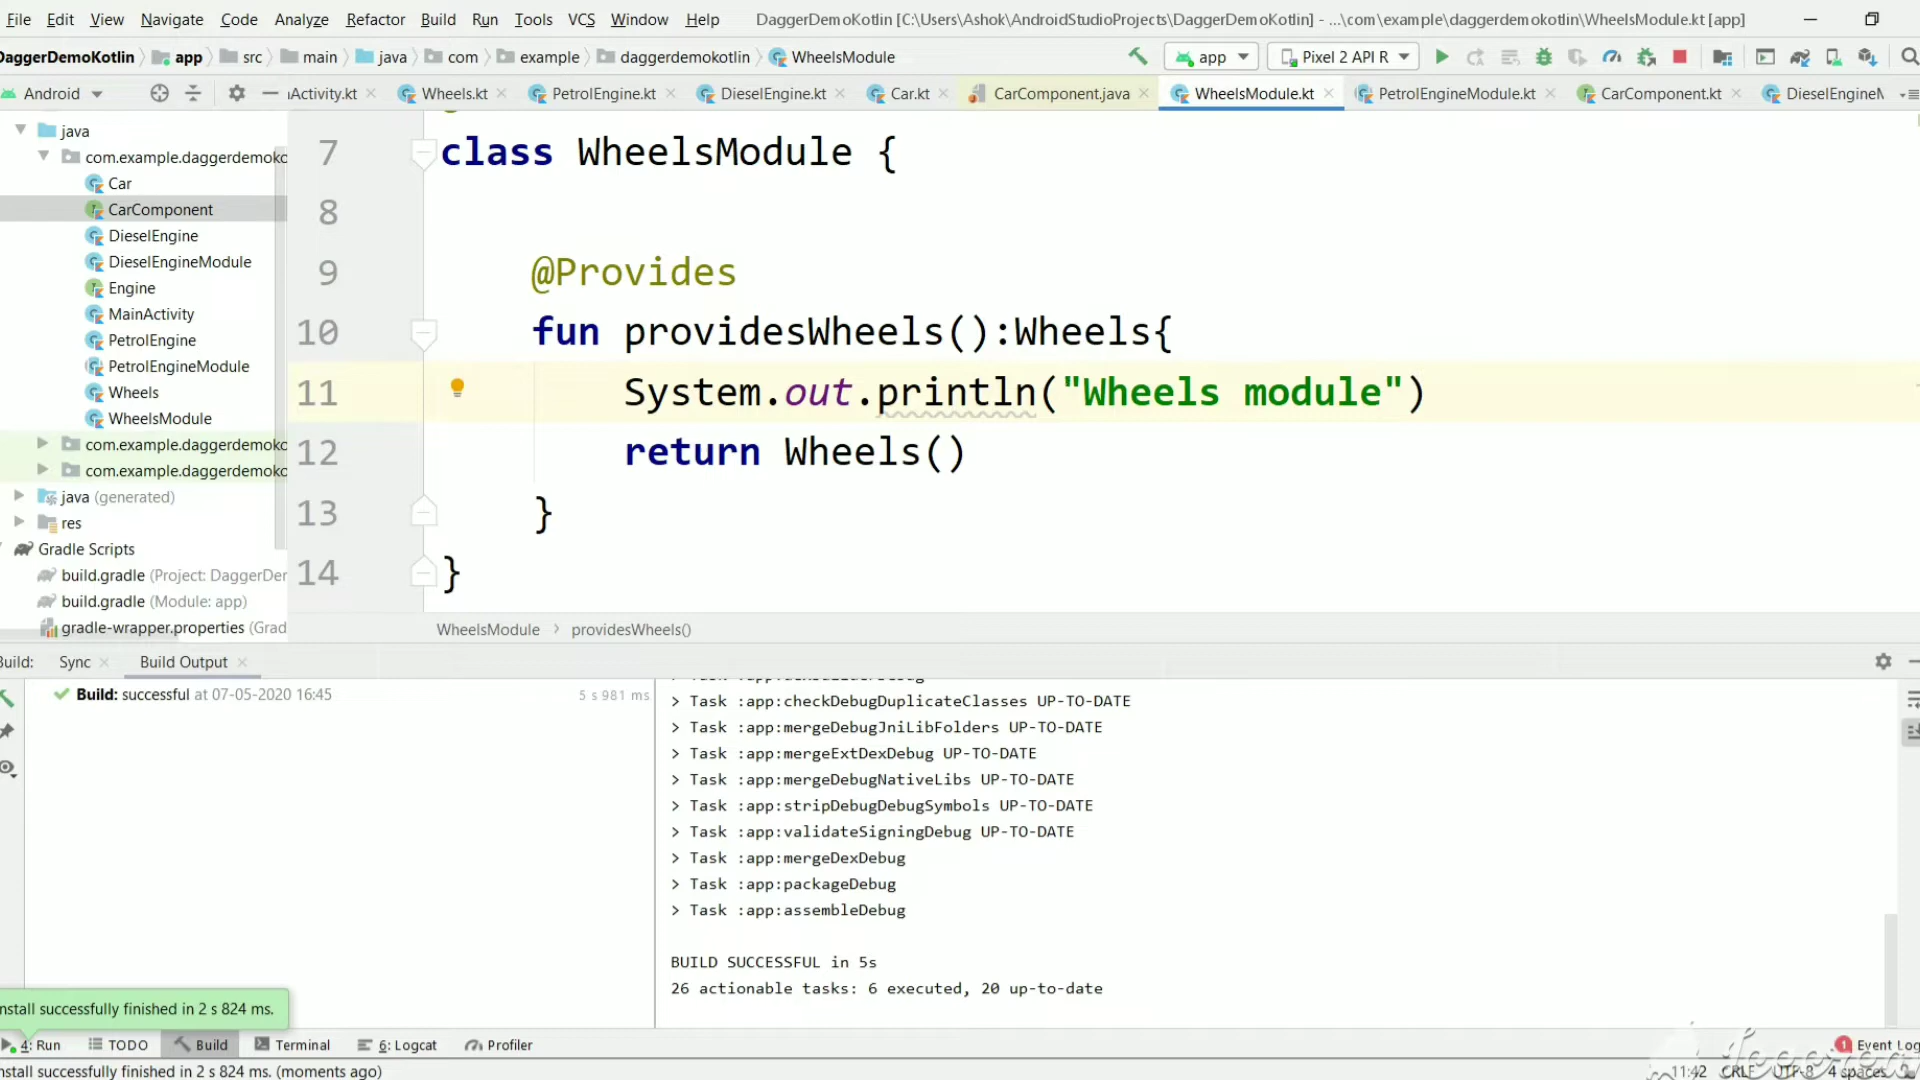 File Edit View Navigate Code Analyze Refactor Build Run Tools VCS Window Help DaggerDemoKotlin [C:\Users\Ashok\AndroidStudioProjects\DaggerDemoKotlin] - ...\com\example\daggerdemokotlin\WheelsModule.kt [app]
DaggerDemoKotlin app src main java com example daggerdemokotlin WheelsModule app Pixel 2 API R
Android Activity.kt Wheels.kt PetrolEngine.kt DieselEngine.kt Car.kt CarComponent.java WheelsModule.kt PetrolEngineModule.kt CarComponent.kt DieselEngineM
java
com.example.daggerdemokc
Car
CarComponent
DieselEngine
DieselEngineModule
Engine
MainActivity
PetrolEngine
PetrolEngineModule
Wheels
WheelsModule
com.example.daggerdemokc
com.example.daggerdemokc
java (generated)
res
Gradle Scripts
build.gradle (Project: DaggerDer
build.gradle (Module: app)
gradle-wrapper.properties (Grad
7 class WheelsModule {
8
9 @Provides
10 fun providesWheels():Wheels{
11 System.out.println("Wheels module")
12 return Wheels()
13 }
14 }
WheelsModule > providesWheels()
Build: Sync Build Output
Build: successful at 07-05-2020 16:45 5 s 981 ms
> Task :app:checkDebugDuplicateClasses UP-TO-DATE
> Task :app:mergeDebugJniLibFolders UP-TO-DATE
> Task :app:mergeExtDexDebug UP-TO-DATE
> Task :app:mergeDebugNativeLibs UP-TO-DATE
> Task :app:stripDebugDebugSymbols UP-TO-DATE
> Task :app:validateSigningDebug UP-TO-DATE
> Task :app:mergeDexDebug
> Task :app:packageDebug
> Task :app:assembleDebug
BUILD SUCCESSFUL in 5s
26 actionable tasks: 6 executed, 20 up-to-date
nstall successfully finished in 2 s 824 ms.
4: Run TODO Build Terminal 6: Logcat Profiler 1 Event Log
nstall successfully finished in 2 s 824 ms. (moments ago) 11:42 CRLF UTF-8 4 spaces